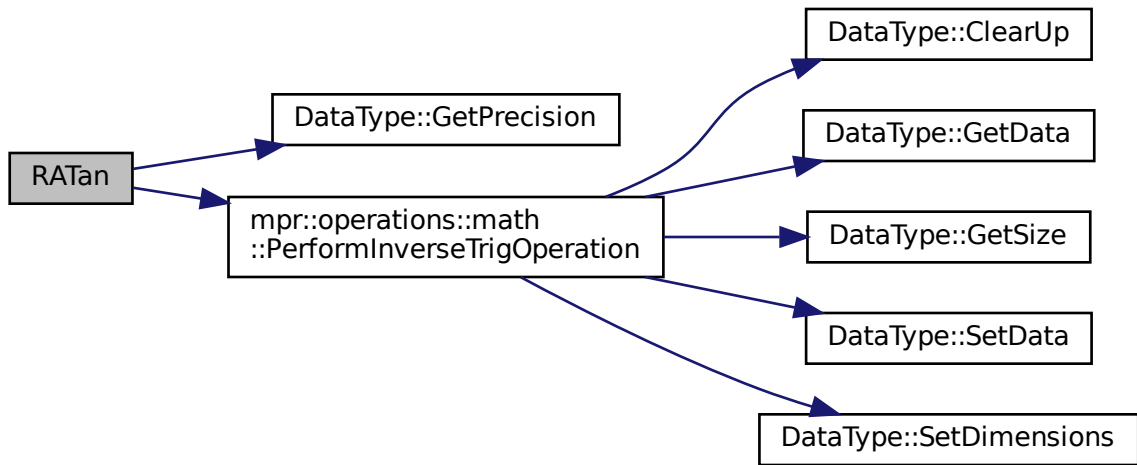 RATan
DataType::GetPrecision
mpr::operations::math
::PerformInverseTrigOperation
DataType::ClearUp
DataType::GetData
DataType::GetSize
DataType::SetData
DataType::SetDimensions